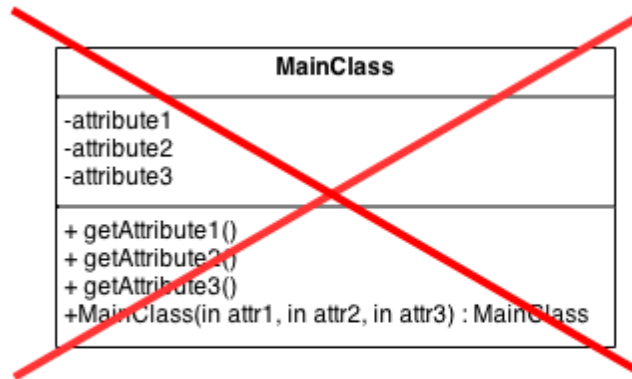 MainClass
-attribute1
-attribute2
-attribute3
+ getAttribute1()
+ getAttribute2()
+ getAttribute3()
+MainClass(in attr1, in attr2, in attr3) : MainClass